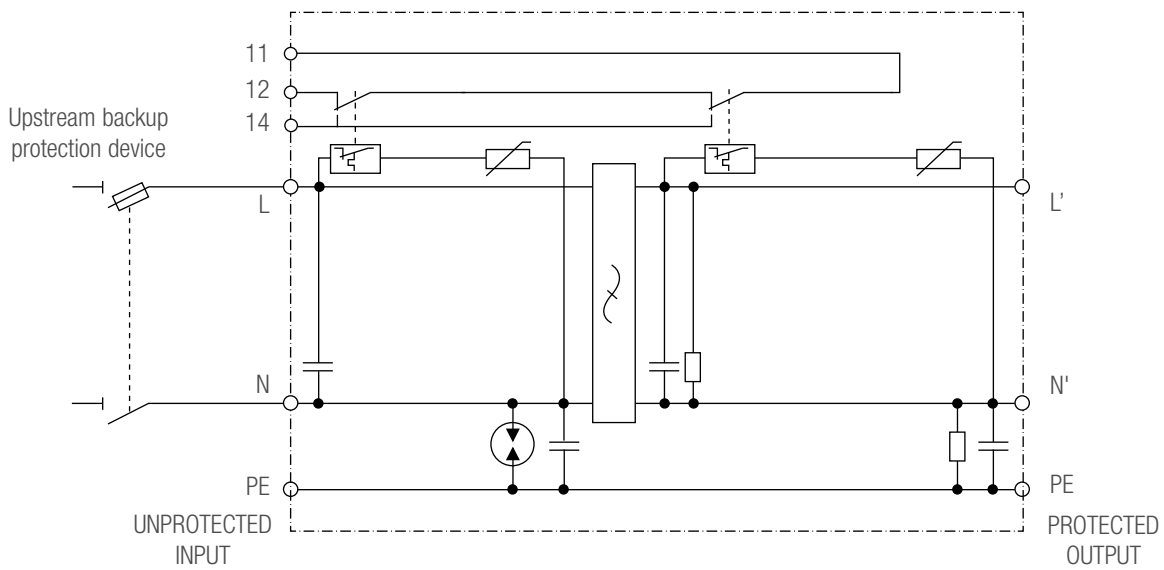 11
12
14
Upstream backup
protection device
L
L'
N
N'
PE
PE
UNPROTECTED
INPUT
PROTECTED
OUTPUT